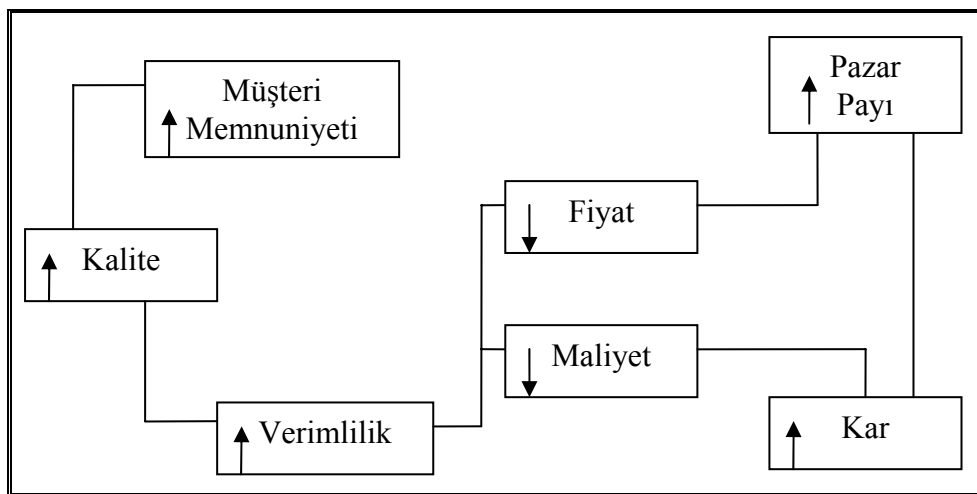 Müşteri
Memnuniyeti
Pazar
Payı
Fiyat
Kalite
Maliyet
Verimlilik
Kar